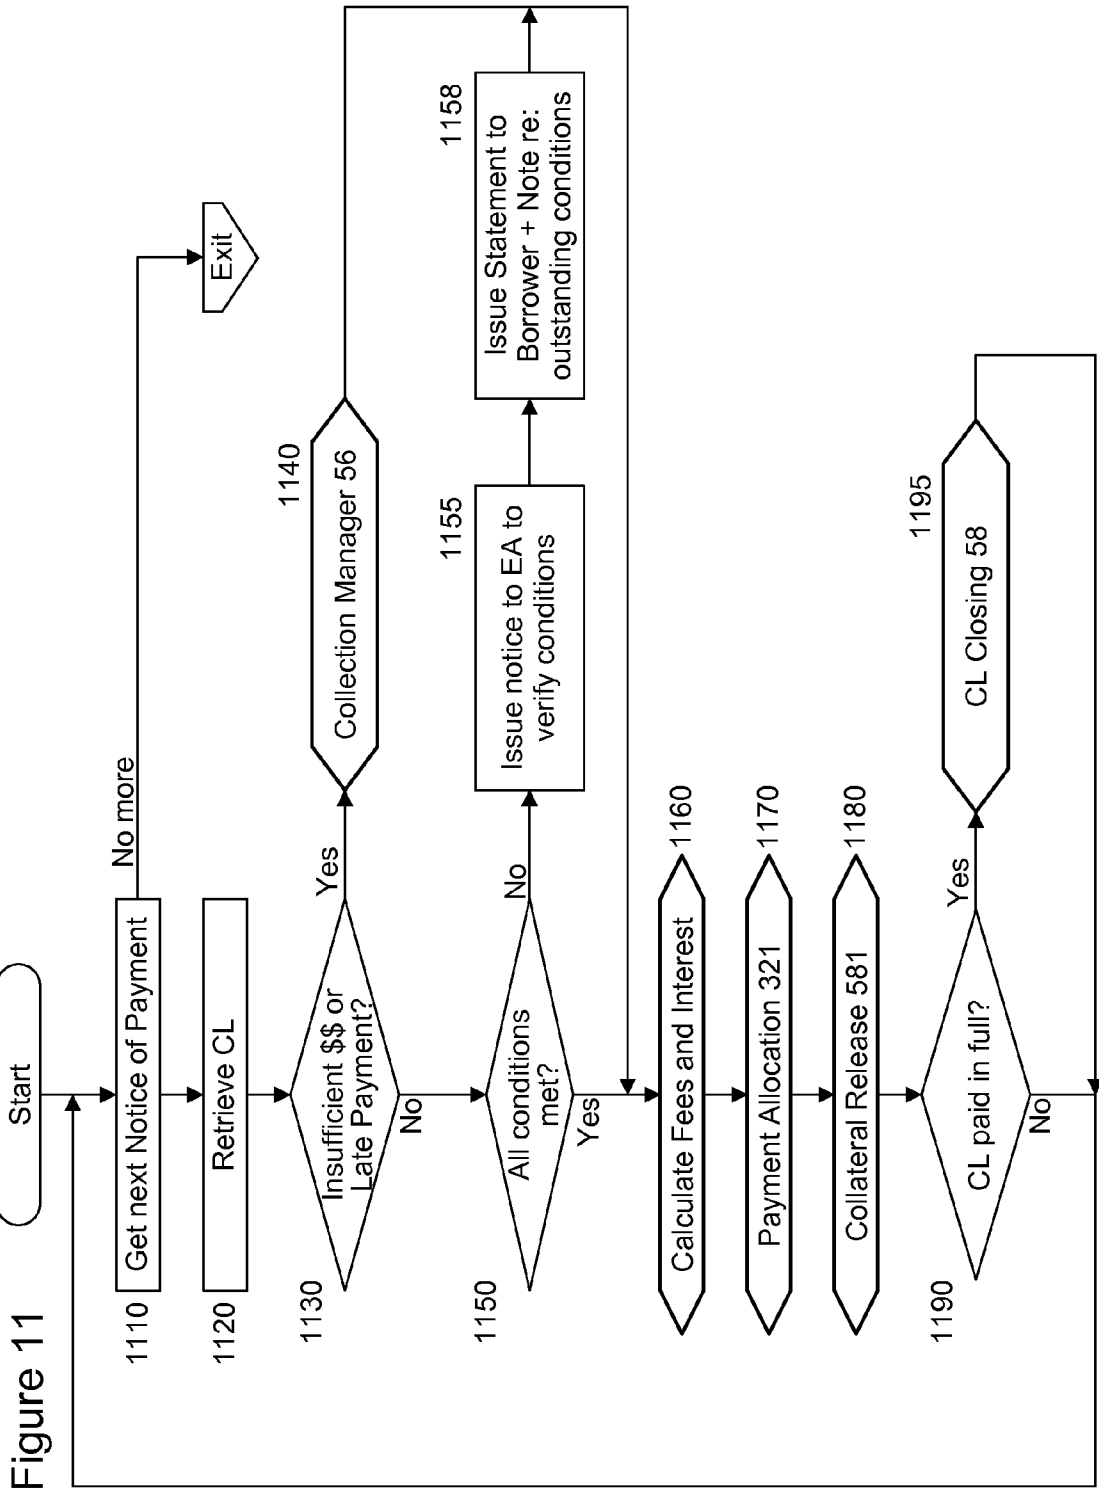 Figure 11
Start
1110
Get next Notice of Payment
No more
Exit
1120
Retrieve CL
1130
Insufficient $$ or
Late Payment?
Yes
No
1140
Collection Manager 56
1150
All conditions
met?
No
Yes
1155
Issue notice to EA to
verify conditions
1158
Issue Statement to
Borrower + Note re:
outstanding conditions
Calculate Fees and Interest
1160
Payment Allocation 321
1170
Collateral Release 581
1180
1190
CL paid in full?
Yes
No
1195
CL Closing 58